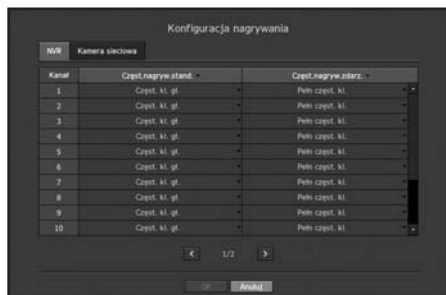 Konfiguracja nagrywania
NVR Kamera sieciowa
Kanał Częst.nagryw.stand. Częst.nagryw.zdarz.
1 Częst. kl. gł. Pełn częst. kl.
2 Częst. kl. gł. Pełn częst. kl.
3 Częst. kl. gł. Pełn częst. kl.
4 Częst. kl. gł. Pełn częst. kl.
5 Częst. kl. gł. Pełn częst. kl.
6 Częst. kl. gł. Pełn częst. kl.
7 Częst. kl. gł. Pełn częst. kl.
8 Częst. kl. gł. Pełn częst. kl.
9 Częst. kl. gł. Pełn częst. kl.
10 Częst. kl. gł. Pełn częst. kl.
< 1/2 >
OK Anuluj